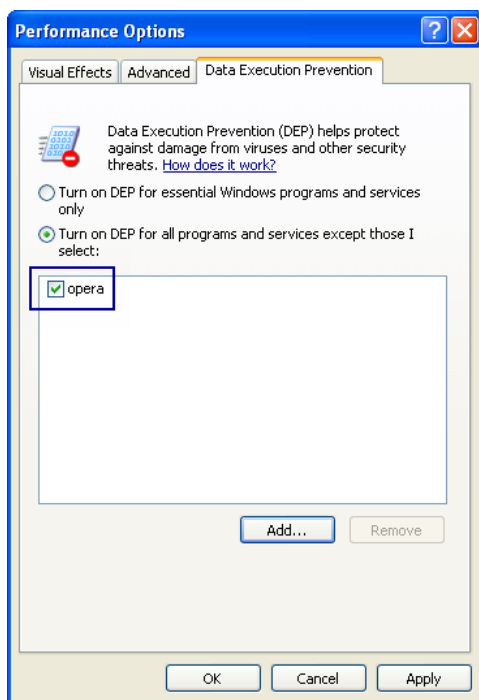 Performance Options
Visual Effects Advanced Data Execution Prevention
Data Execution Prevention (DEP) helps protect
against damage from viruses and other security
threats. How does it work?
Turn on DEP for essential Windows programs and services
only
Turn on DEP for all programs and services except those I
select:
opera
Add... Remove
OK Cancel Apply